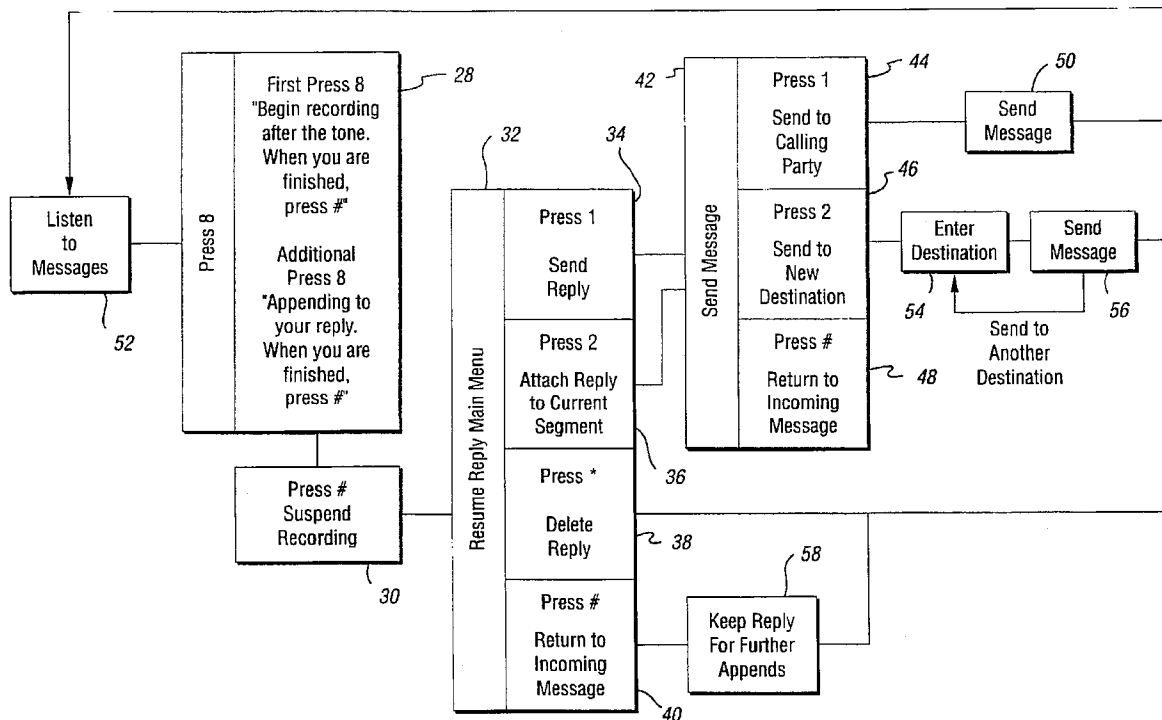 Listen
to
Messages
52
Press 8
First Press 8
"Begin recording
after the tone.
When you are
finished,
press #"
Additional
Press 8
"Appending to
your reply.
When you are
finished,
press #"
28
Press #
Suspend
Recording
30
32
Resume Reply Main Menu
34
Press 1
Send
Reply
Press 2
Attach Reply
to Current
Segment
36
Press *
Delete
Reply
38
Press #
Return to
Incoming
Message
40
42
Send Message
44
Press 1
Send to
Calling
Party
46
Press 2
Send to
New
Destination
Press #
Return to
Incoming
Message
48
50
Send
Message
Enter
Destination
54
Send
Message
56
Send to
Another
Destination
58
Keep Reply
For Further
Appends